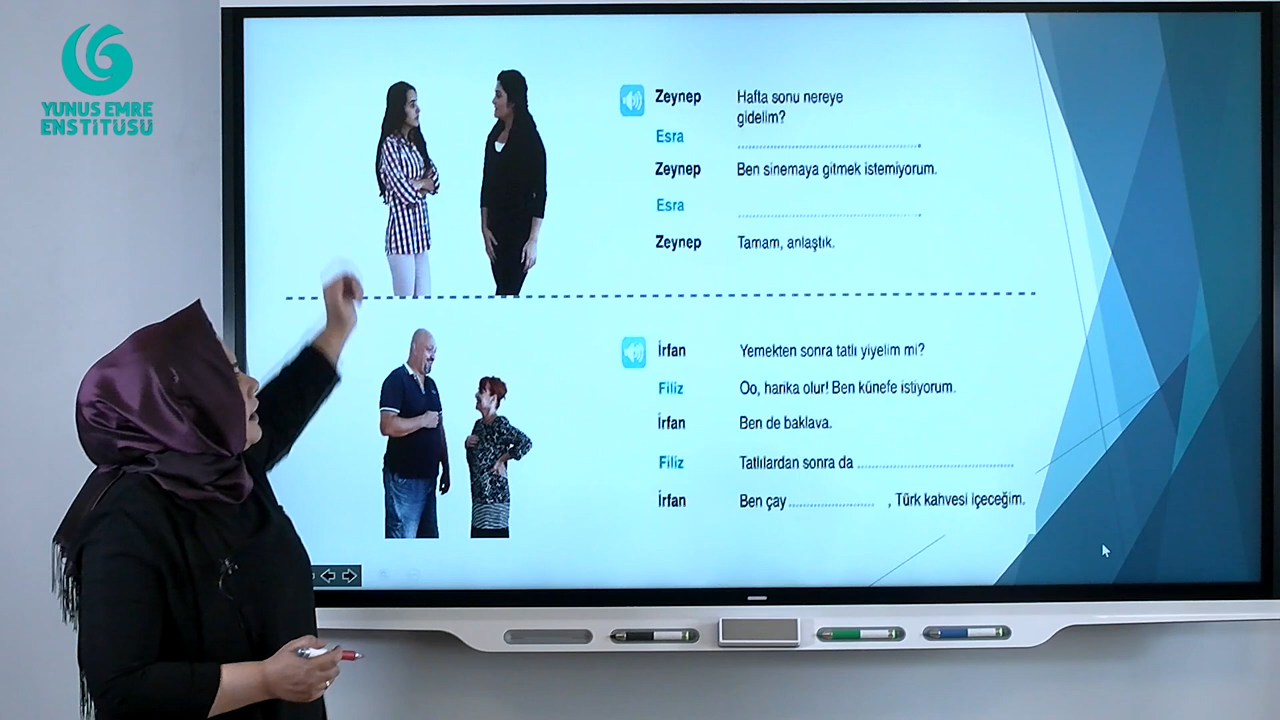 YUNUS EMRE
ENSTİTÜSÜ
Zeynep Hafta sonu nereye
gidelim?
Esra ....................................................
Zeynep Ben sinemaya gitmek istemiyorum.
Esra ....................................................
Zeynep Tamam, anlaştık.
İrfan Yemekten sonra tatlı yiyelim mi?
Filiz Oo, harika olur! Ben künefe istiyorum.
İrfan Ben de baklava.
Filiz Tatlılardan sonra da ............................................
İrfan Ben çay ........................ , Türk kahvesi içeceğim.